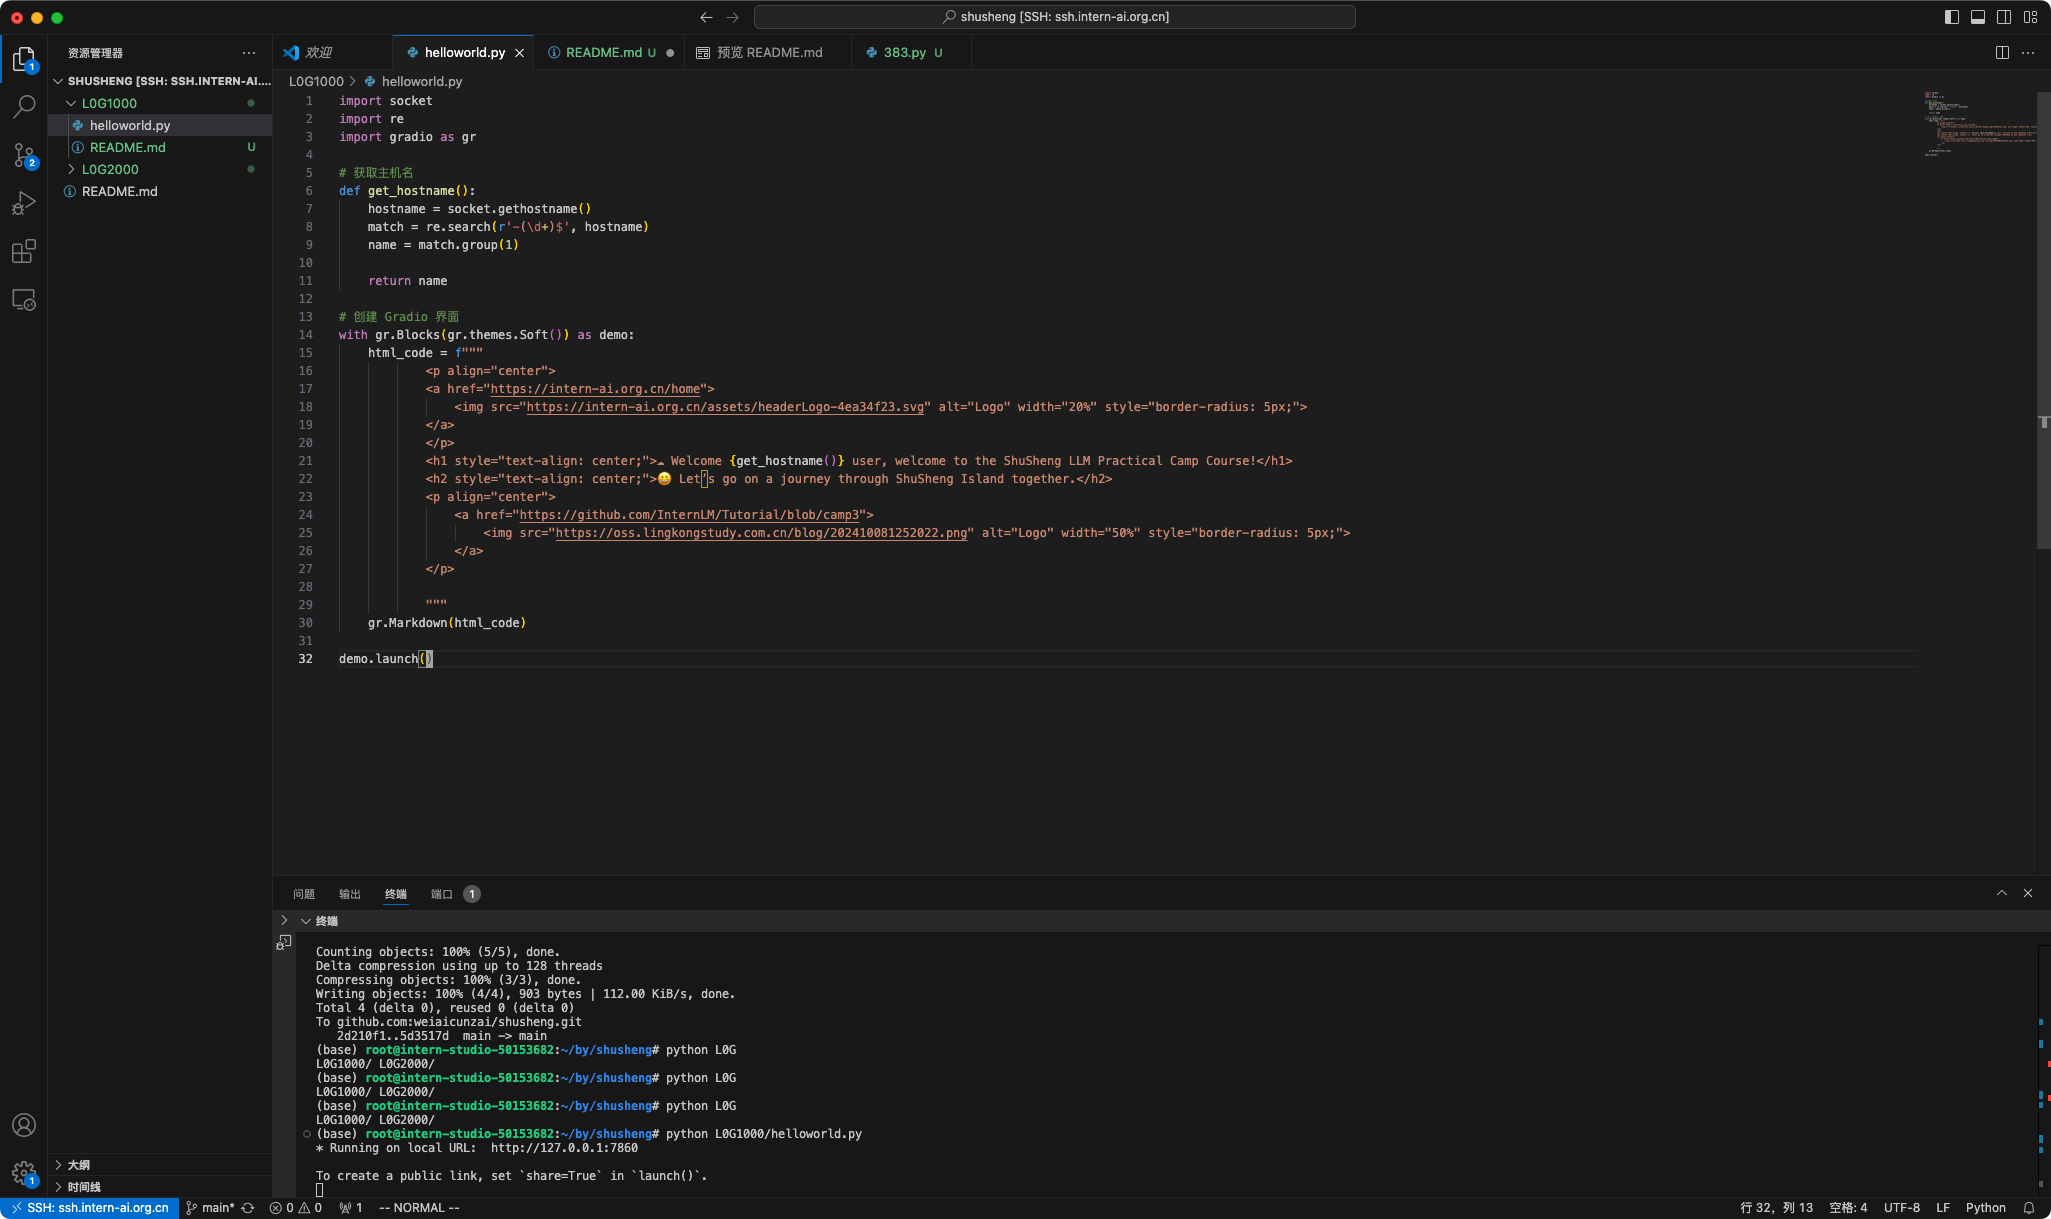 shusheng [SSH: ssh.intern-ai.org.cn]
资源管理器
欢迎
helloworld.py
README.md U
预览 README.md
383.py U
SHUSHENG [SSH: SSH.INTERN-AI....
L0G1000
helloworld.py
README.md U
L0G2000
README.md
1
2
L0G1000 > helloworld.py
1 import socket
2 import re
3 import gradio as gr
4
5 # 获取主机名
6 def get_hostname():
7 hostname = socket.gethostname()
8 match = re.search(r'-(\d+)$', hostname)
9 name = match.group(1)
10
11 return name
12
13 # 创建 Gradio 界面
14 with gr.Blocks(gr.themes.Soft()) as demo:
15 html_code = f"""
16 <p align="center">
17 <a href="https://intern-ai.org.cn/home">
18 <img src="https://intern-ai.org.cn/assets/headerLogo-4ea34f23.svg" alt="Logo" width="20%" style="border-radius: 5px;">
19 </a>
20 </p>
21 <h1 style="text-align: center;">☁ Welcome {get_hostname()} user, welcome to the ShuSheng LLM Practical Camp Course!</h1>
22 <h2 style="text-align: center;">😀 Let’s go on a journey through ShuSheng Island together.</h2>
23 <p align="center">
24 <a href="https://github.com/InternLM/Tutorial/blob/camp3">
25 <img src="https://oss.lingkongstudy.com.cn/blog/202410081252022.png" alt="Logo" width="50%" style="border-radius: 5px;">
26 </a>
27 </p>
28
29 """
30 gr.Markdown(html_code)
31
32 demo.launch()
问题 输出 终端 端口 1
终端
Counting objects: 100% (5/5), done.
Delta compression using up to 128 threads
Compressing objects: 100% (3/3), done.
Writing objects: 100% (4/4), 903 bytes | 112.00 KiB/s, done.
Total 4 (delta 0), reused 0 (delta 0)
To github.com:weiaicunzai/shusheng.git
2d210f1..5d3517d main -> main
(base) root@intern-studio-50153682:~/by/shusheng# python L0G
L0G1000/ L0G2000/
(base) root@intern-studio-50153682:~/by/shusheng# python L0G
L0G1000/ L0G2000/
(base) root@intern-studio-50153682:~/by/shusheng# python L0G
L0G1000/ L0G2000/
(base) root@intern-studio-50153682:~/by/shusheng# python L0G1000/helloworld.py
* Running on local URL: http://127.0.0.1:7860
To create a public link, set `share=True` in `launch()`.
大纲
时间线
1
SSH: ssh.intern-ai.org.cn main* 0 0 1 -- NORMAL -- 行 32，列 13 空格: 4 UTF-8 LF Python